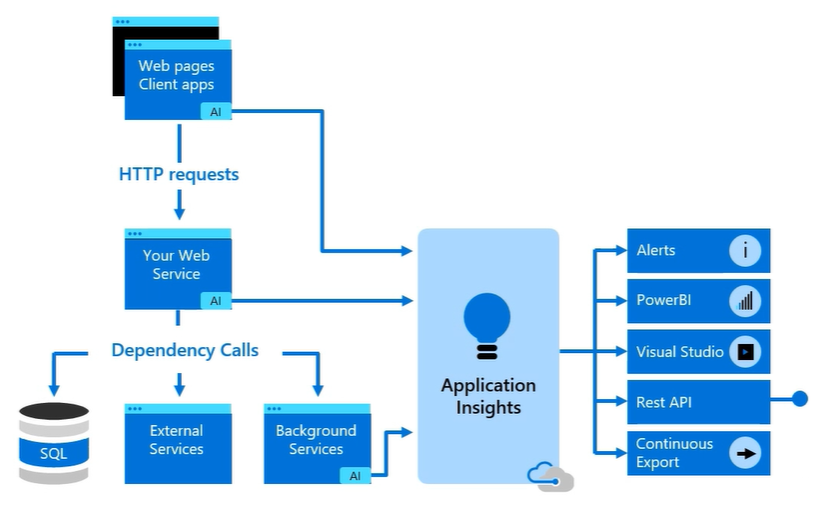 Web pages
Client apps
AI
HTTP requests
Your Web
Service
AI
Dependency Calls
SQL
External
Services
Background
Services
AI
Application
Insights
Alerts
i
PowerBI
Visual Studio
Rest API
Continuous
Export